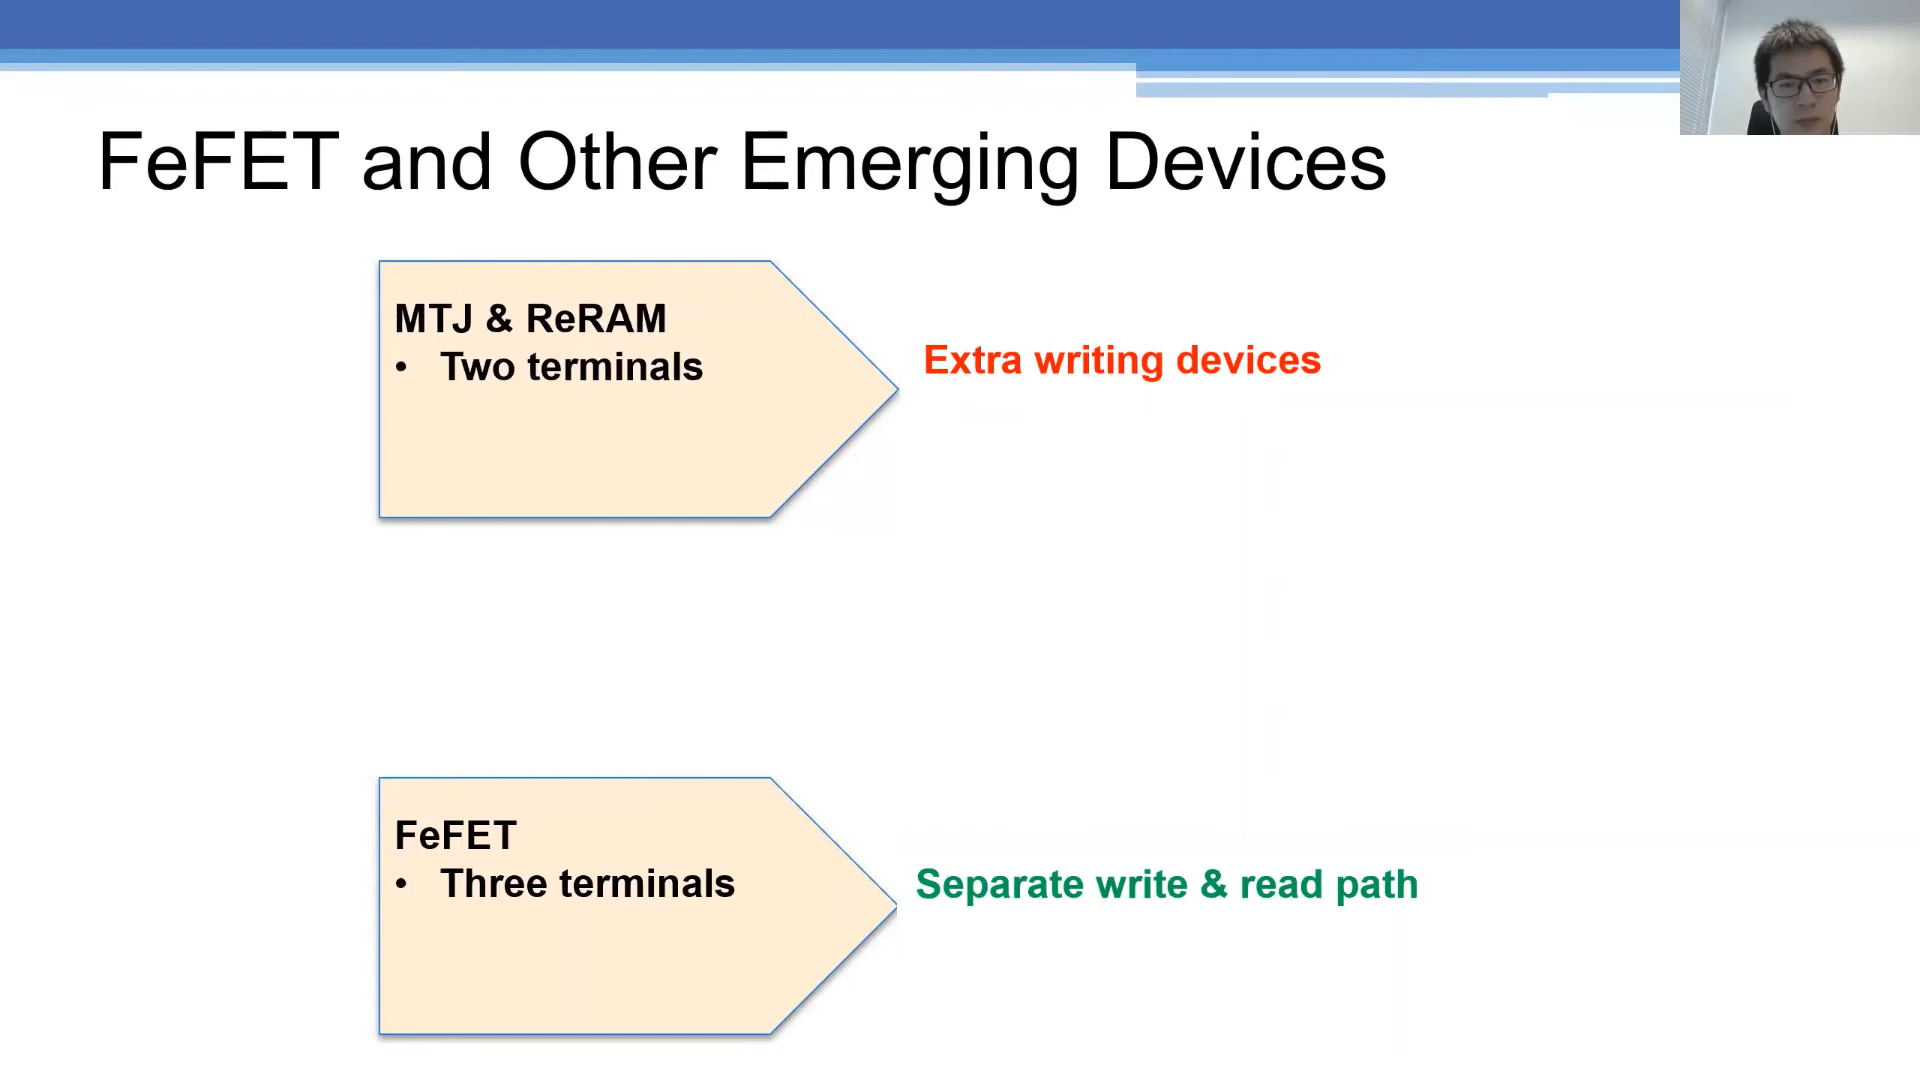 FeFET and Other Emerging Devices
MTJ & ReRAM
• Two terminals
Extra writing devices
FeFET
• Three terminals
Separate write & read path